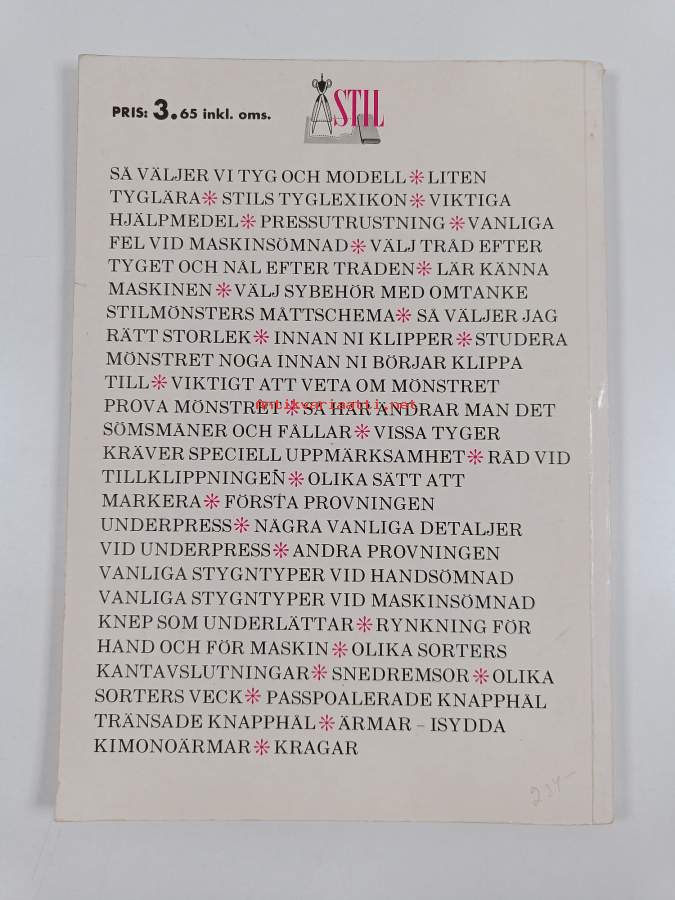 PRIS: 3.65 inkl. oms.
STIL
SÅ VÄLJER VI TYG OCH MODELL * LITEN
TYGLÄRA * STILS TYGLEXIKON * VIKTIGA
HJÄLPMEDEL * PRESSUTRUSTNING * VANLIGA
FEL VID MASKINSÖMNAD * VÄLJ TRÅD EFTER
TYGET OCH NÅL EFTER TRÅDEN * LÄR KÄNNA
MASKINEN * VÄLJ SYBEHÖR MED OMTANKE
STILMÖNSTERS MÅTTSCHEMA * SÅ VÄLJER JAG
RÄTT STORLEK * INNAN NI KLIPPER * STUDERA
MÖNSTRET NOGA INNAN NI BÖRJAR KLIPPA
TILL * VIKTIGT ATT VETA OM MÖNSTRET
PROVA MÖNSTRET * SÅ HÄR ÄNDRAR MAN DET
antikvariaatti.net
SÖMSMÅNER OCH FÅLLAR * VISSA TYGER
KRÄVER SPECIELL UPPMÄRKSAMHET * RÅD VID
TILLKLIPPNINGEN * OLIKA SÄTT ATT
MARKERA * FÖRSTA PROVNINGEN
UNDERPRESS * NÅGRA VANLIGA DETALJER
VID UNDERPRESS * ANDRA PROVNINGEN
VANLIGA STYGNTYPER VID HANDSÖMNAD
VANLIGA STYGNTYPER VID MASKINSÖMNAD
KNEP SOM UNDERLÄTTAR * RYNKNING FÖR
HAND OCH FÖR MASKIN * OLIKA SORTERS
KANTAVSLUTNINGAR * SNEDREMSOR * OLIKA
SORTERS VECK * PASSPOALERADE KNAPPHÅL
TRÄNSADE KNAPPHÅL * ÄRMAR – ISYDDA
KIMONOÄRMAR * KRAGAR